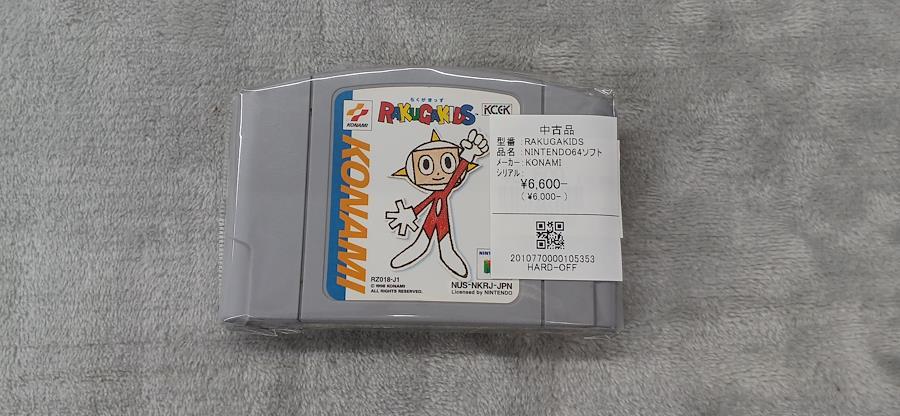 らくがきっず
RAKUGAKIDS
KCEK
KONAMI
KONAMI
RZ018-J1
© 1998 KONAMI
ALL RIGHTS RESERVED.
NUS-NKRJ-JPN
Licensed by NINTENDO
中古品
型番 :RAKUGAKIDS
品名 :NINTENDO64ソフト
メーカー:KONAMI
シリアル:
¥6,600-
(¥6,000-)
2010770000105353
HARD-OFF